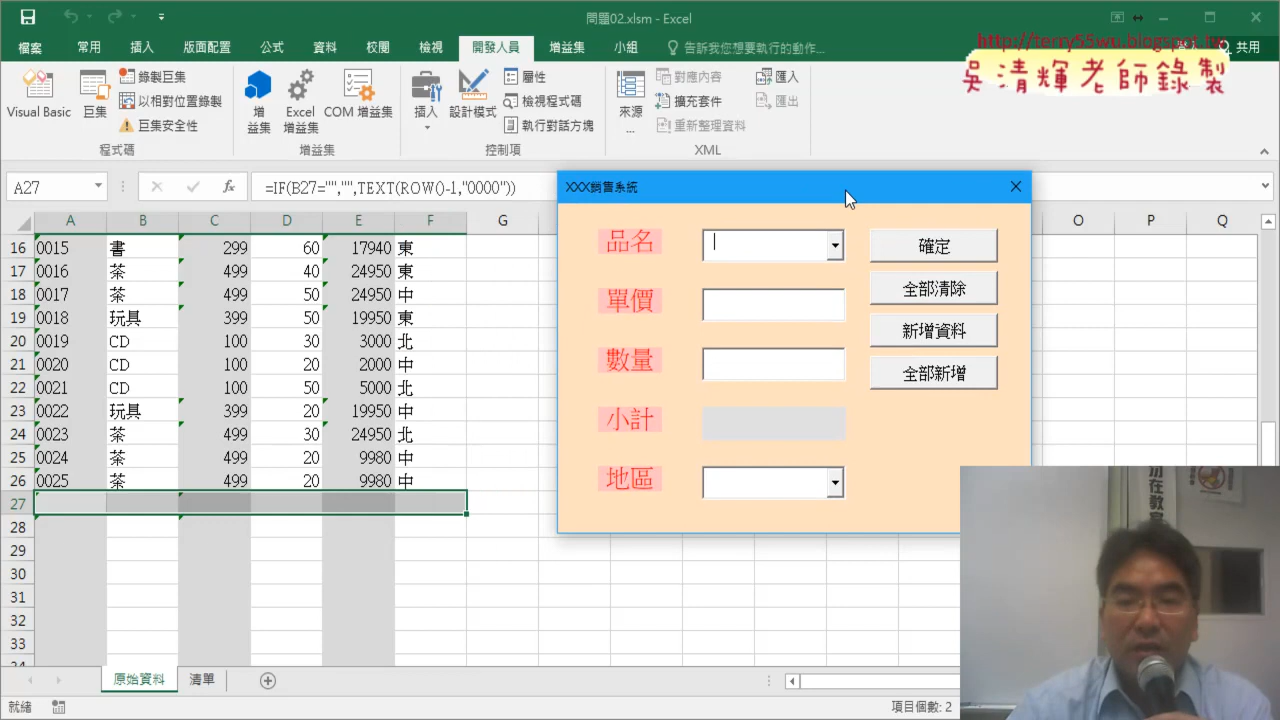 問題02.xlsm - Excel
檔案 常用 插入 版面配置 公式 資料 校閱 檢視 開發人員 增益集 小組 告訴我您想要執行的動作... 共用
http://terry55wu.blogspot.tw
吳清輝老師錄製
Visual Basic 巨集 錄製巨集 以相對位置錄製 巨集安全性 程式碼
增益集 Excel 增益集 COM 增益集 增益集
插入 設計模式 屬性 檢視程式碼 執行對話方塊 控制項
來源... 對應內容 擴充套件 重新整理資料 匯入 匯出 XML
A27 fx =IF(B27="","",TEXT(ROW()-1,"0000"))
A B C D E F G O P Q
16 0015 書 299 60 17940 東
17 0016 茶 499 40 24950 東
18 0017 茶 499 50 24950 中
19 0018 玩具 399 50 19950 東
20 0019 CD 100 30 3000 北
21 0020 CD 100 20 2000 中
22 0021 CD 100 50 5000 北
23 0022 玩具 399 20 19950 中
24 0023 茶 499 30 24950 北
25 0024 茶 499 20 9980 中
26 0025 茶 499 20 9980 中
27
28
29
30
31
32
33
XXX銷售系統
品名 確定
單價 全部清除
數量 新增資料
全部新增
小計
地區
原始資料 清單
就緒 項目個數: 2